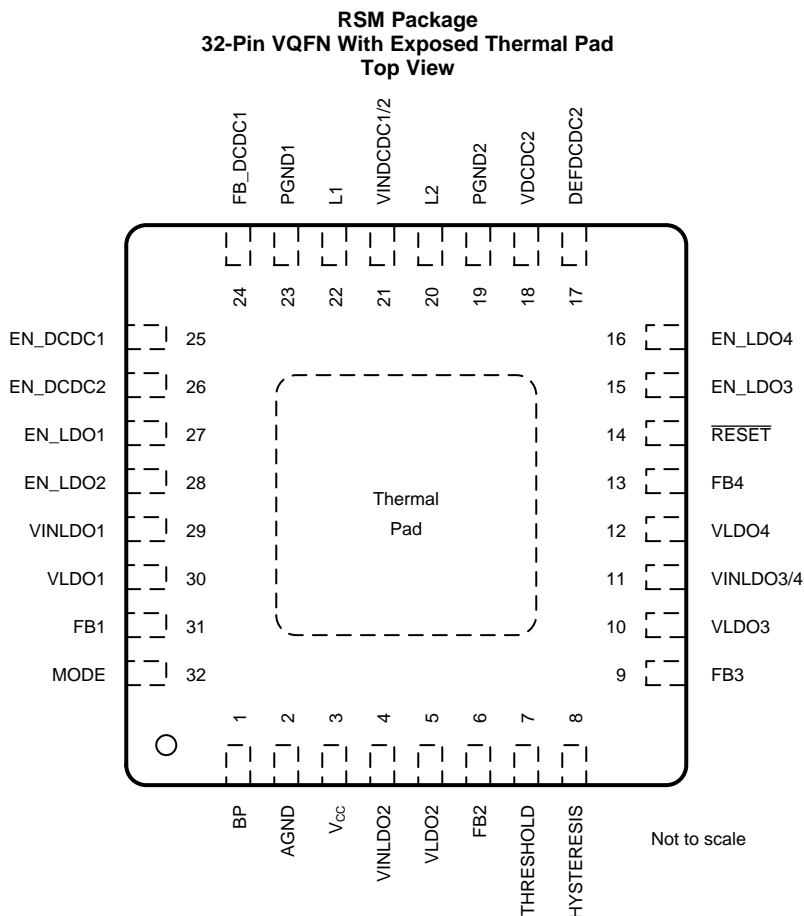 RSM Package
32-Pin VQFN With Exposed Thermal Pad
Top View
FB_DCDC1
PGND1
L1
VINDCDC1/2
L2
PGND2
VDCDC2
DEFDCDC2
24
23
22
21
20
19
18
17
EN_DCDC1 25
EN_DCDC2 26
EN_LDO1 27
EN_LDO2 28
VINLDO1 29
VLDO1 30
FB1 31
MODE 32
Thermal
Pad
16 EN_LDO4
15 EN_LDO3
14 RESET
13 FB4
12 VLDO4
11 VINLDO3/4
10 VLDO3
9 FB3
1
2
3
4
5
6
7
8
BP
AGND
VCC
VINLDO2
VLDO2
FB2
THRESHOLD
HYSTERESIS
Not to scale